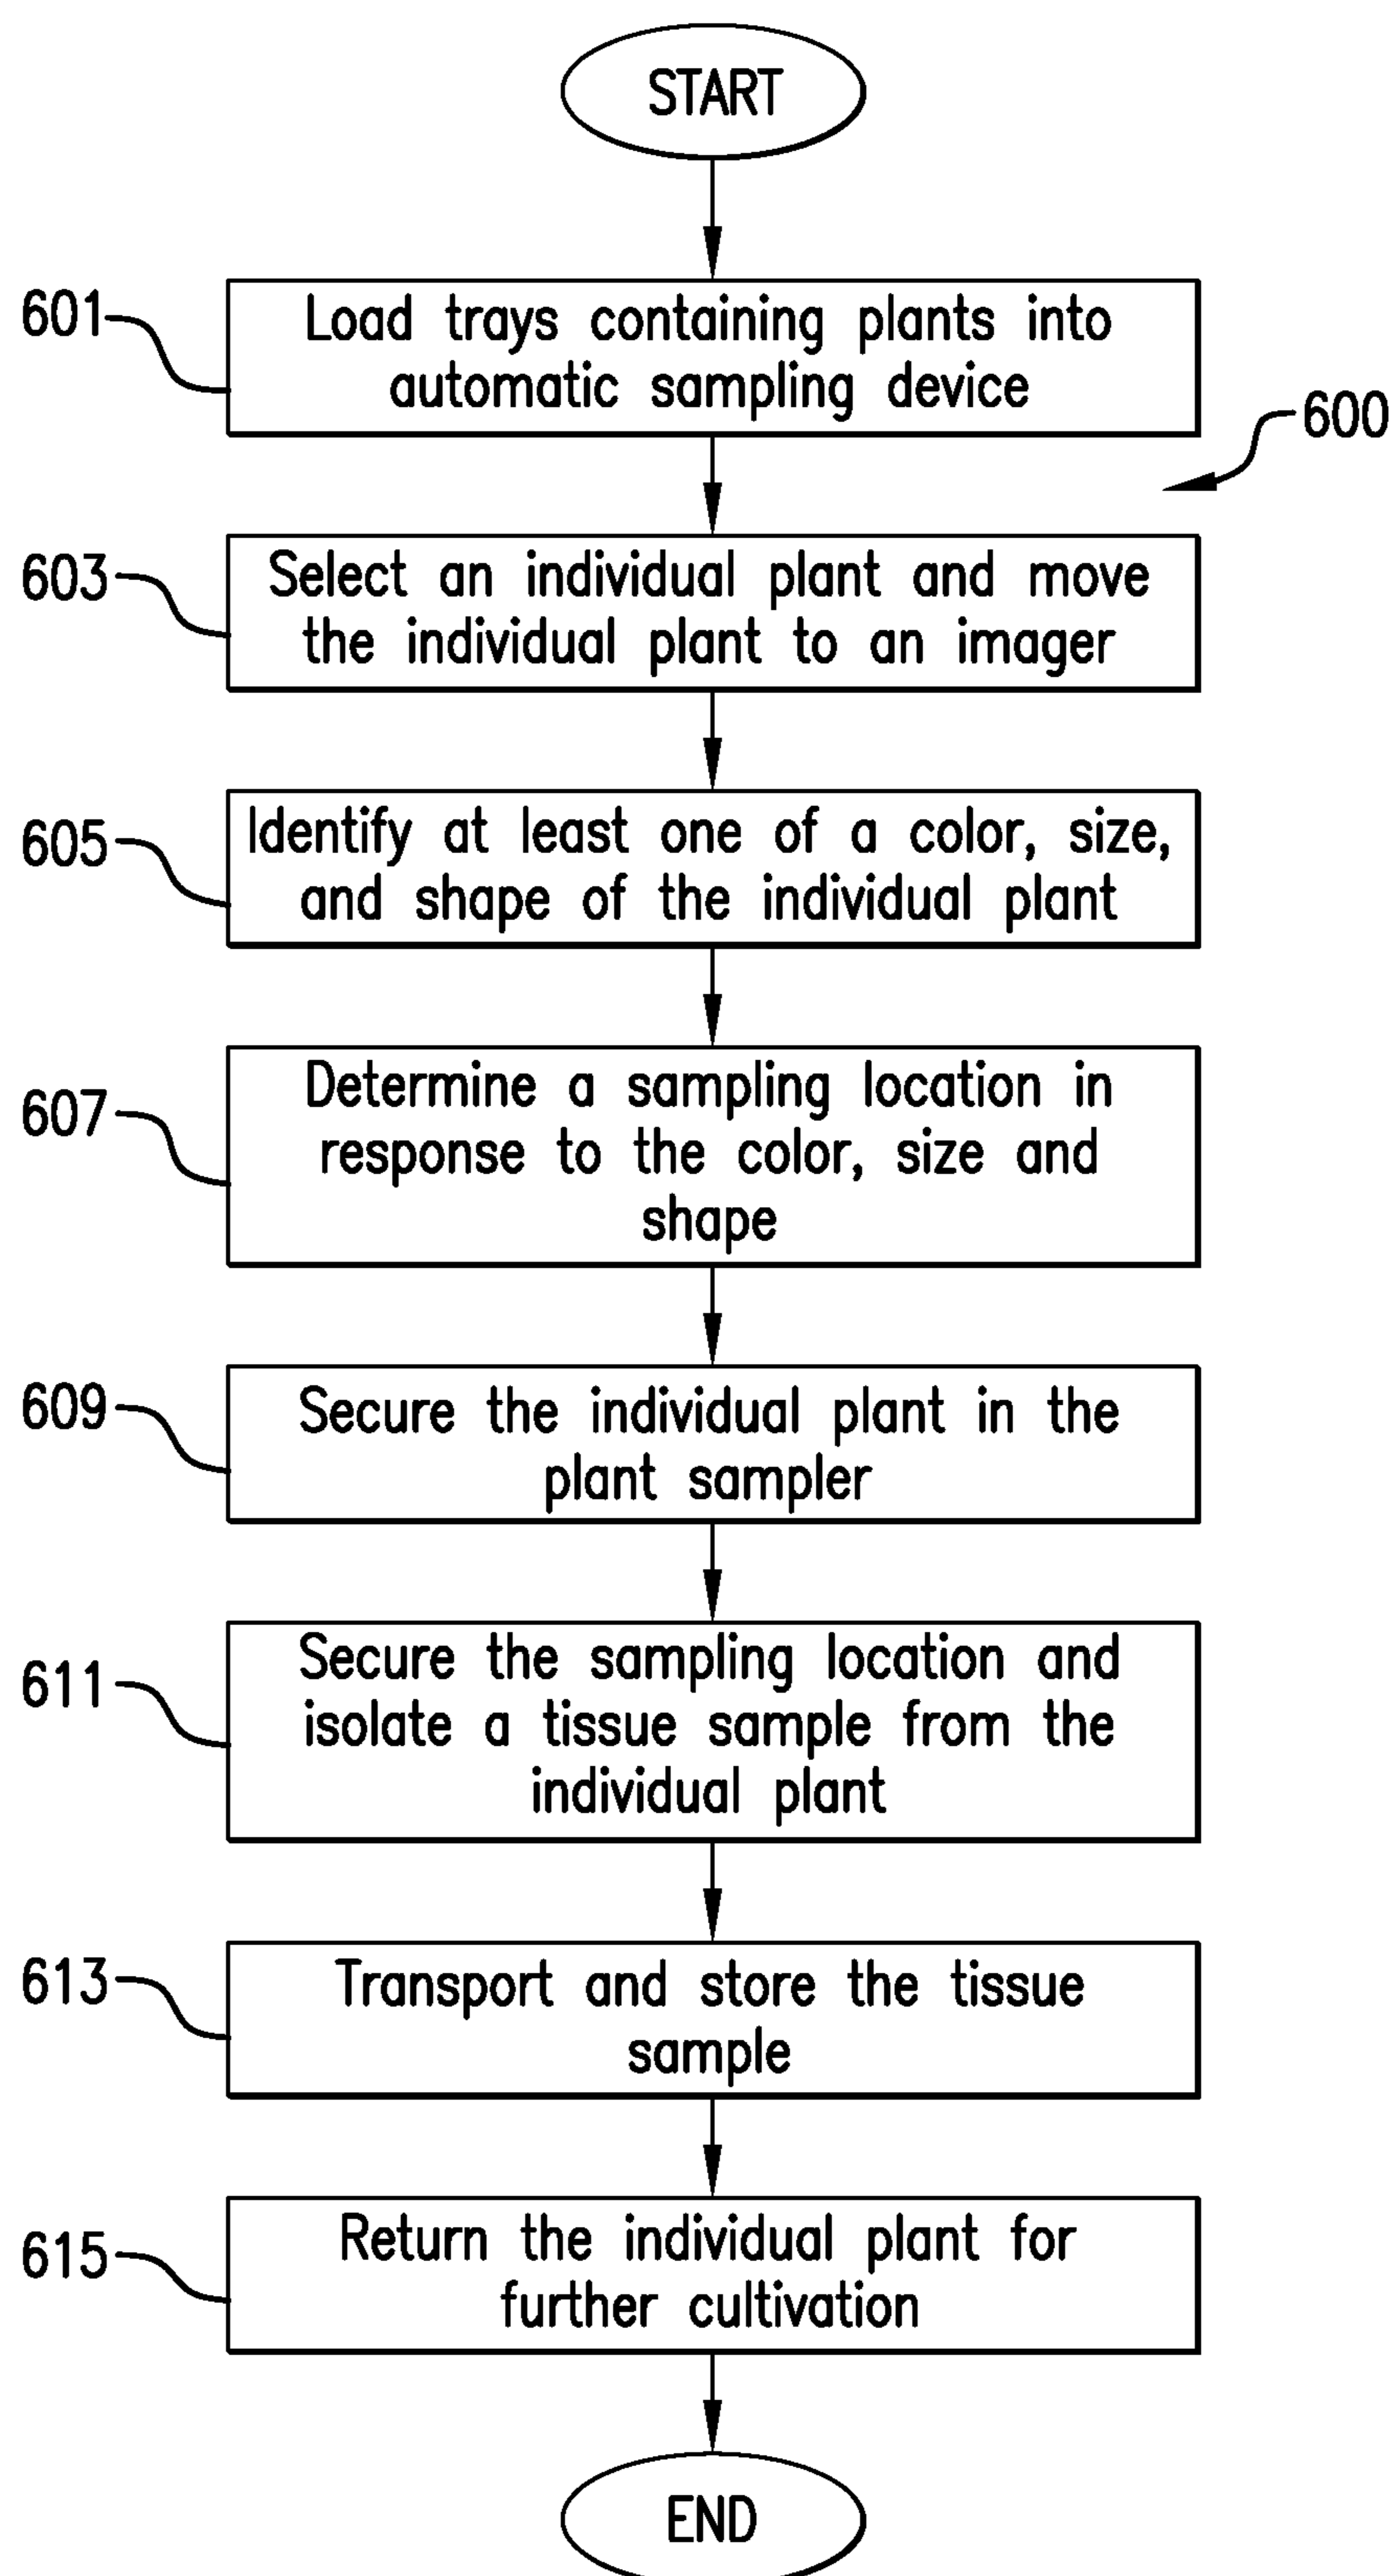 START
601
Load trays containing plants into
automatic sampling device
600
603
Select an individual plant and move
the individual plant to an imager
605
Identify at least one of a color, size,
and shape of the individual plant
607
Determine a sampling location in
response to the color, size and
shape
609
Secure the individual plant in the
plant sampler
611
Secure the sampling location and
isolate a tissue sample from the
individual plant
613
Transport and store the tissue
sample
615
Return the individual plant for
further cultivation
END